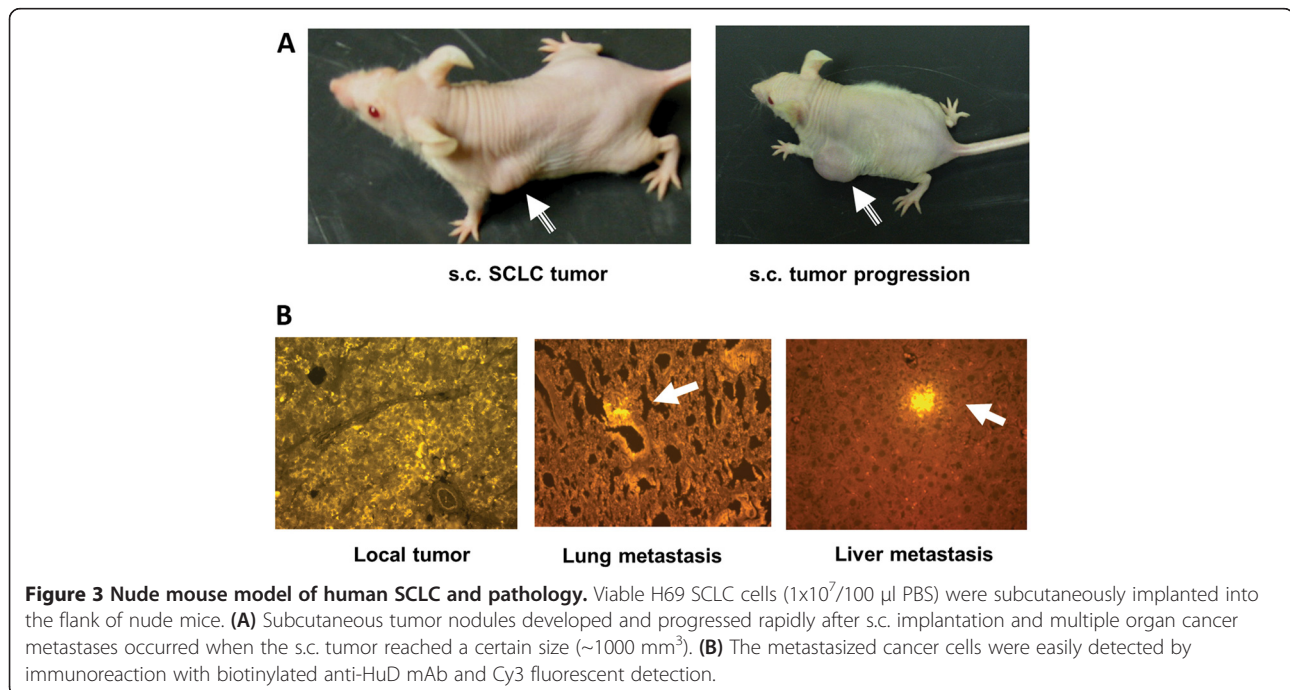 A
s.c. SCLC tumor
s.c. tumor progression
B
Local tumor
Lung metastasis
Liver metastasis
Figure 3 Nude mouse model of human SCLC and pathology. Viable H69 SCLC cells (1x10⁷/100 μl PBS) were subcutaneously implanted into
the flank of nude mice. (A) Subcutaneous tumor nodules developed and progressed rapidly after s.c. implantation and multiple organ cancer
metastases occurred when the s.c. tumor reached a certain size (~1000 mm³). (B) The metastasized cancer cells were easily detected by
immunoreaction with biotinylated anti-HuD mAb and Cy3 fluorescent detection.